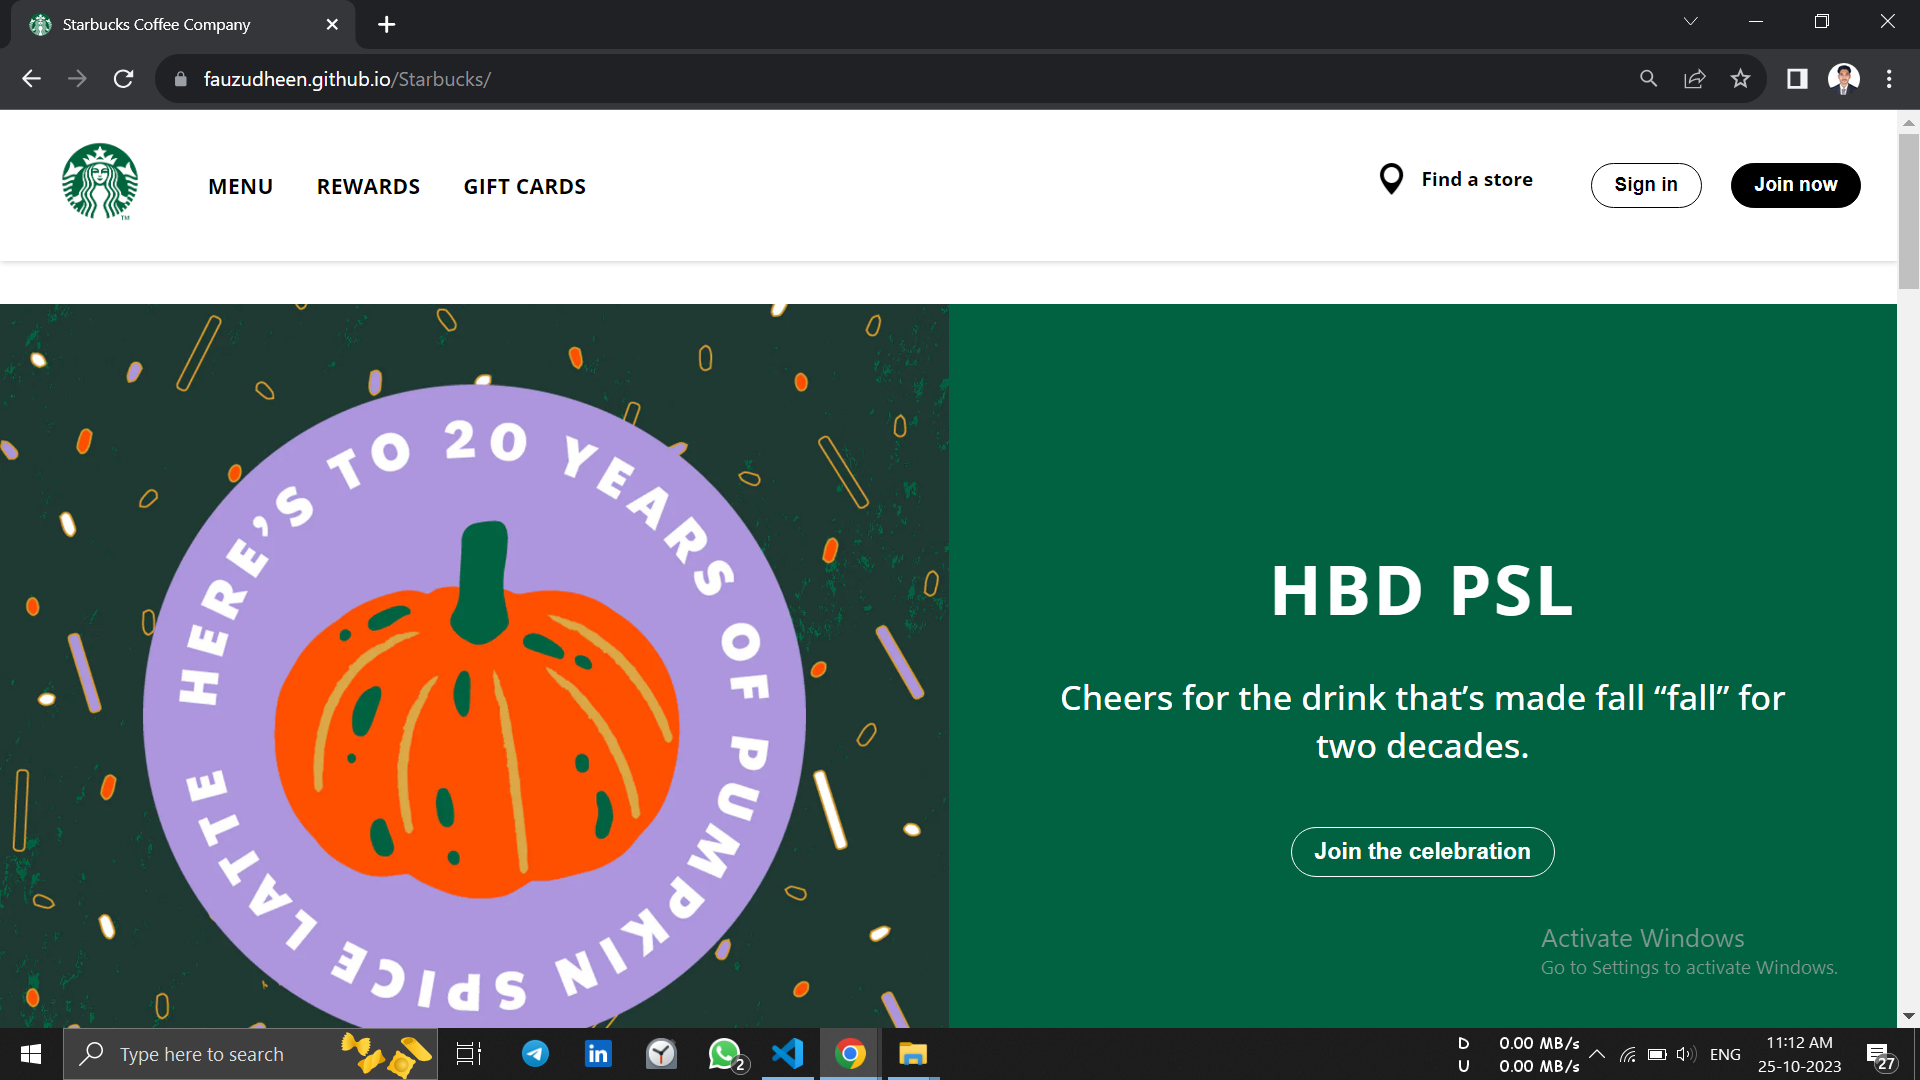 Starbucks Coffee Company
fauzudheen.github.io/Starbucks/
MENU REWARDS GIFT CARDS Find a store Sign in Join now
TM
HERE'S TO 20 YEARS OF PUMPKIN SPICE LATTE
HBD PSL
Cheers for the drink that’s made fall “fall” for
two decades.
Join the celebration
Activate Windows
Go to Settings to activate Windows.
Type here to search
2
D 0.00 MB/s
U 0.00 MB/s
ENG
11:12 AM
25-10-2023
27